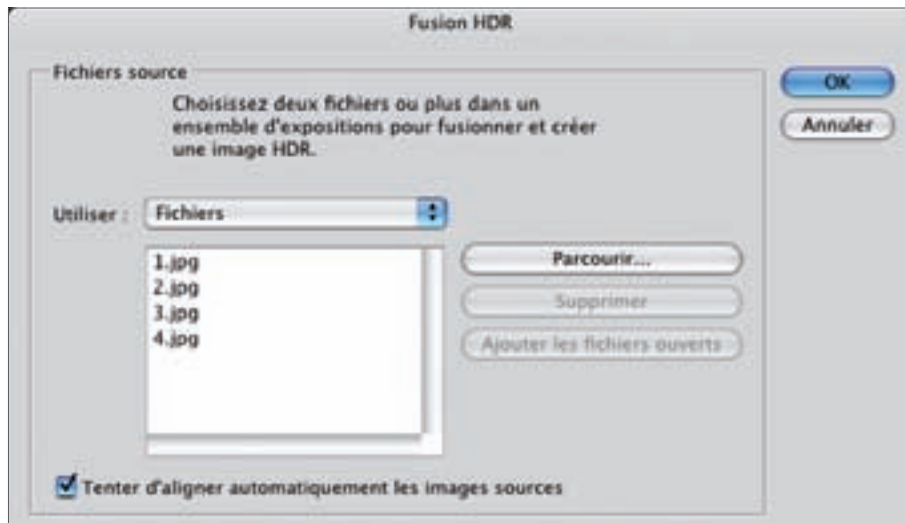 Fusion HDR
Fichiers source
Choisissez deux fichiers ou plus dans un
ensemble d'expositions pour fusionner et créer
une image HDR.
OK
Annuler
Utiliser : Fichiers
1.jpg
2.jpg
3.jpg
4.jpg
Parcourir...
Supprimer
Ajouter les fichiers ouverts
Tenter d'aligner automatiquement les images sources